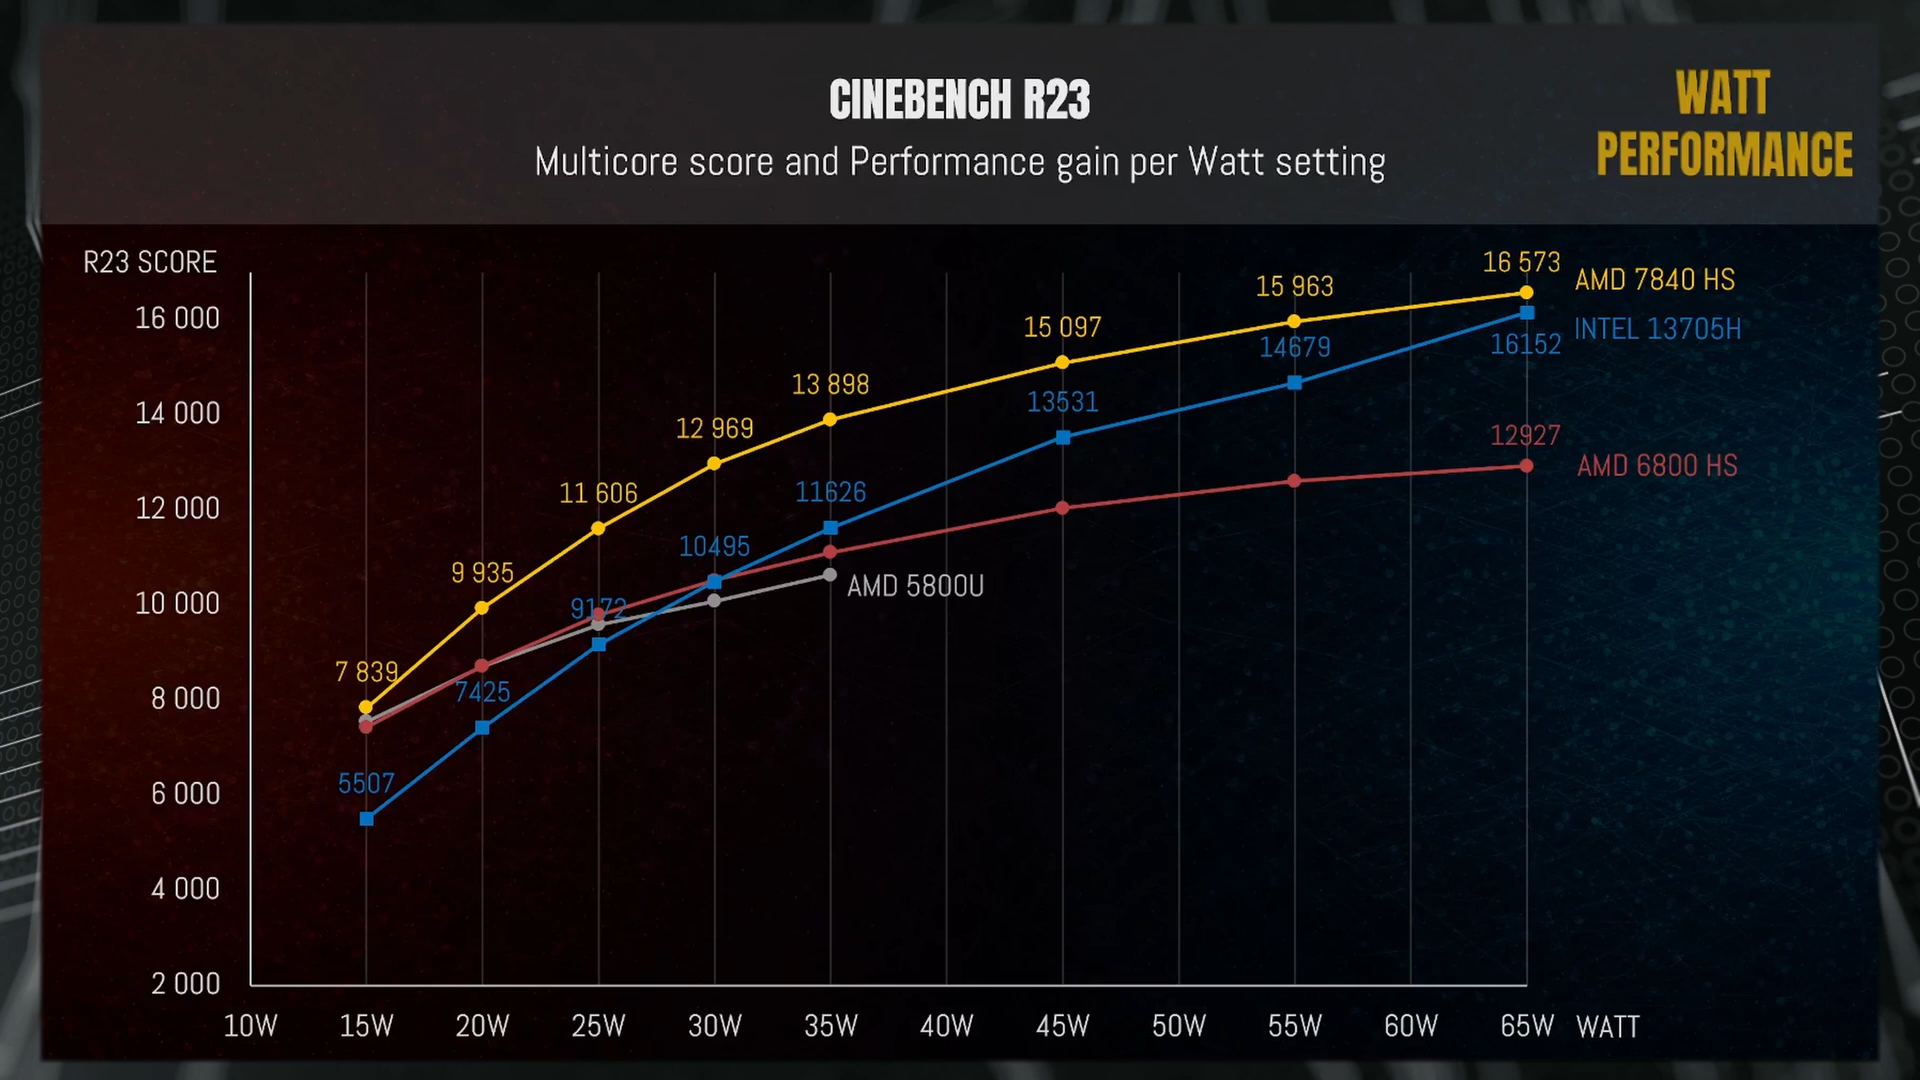 CINEBENCH R23
Multicore score and Performance gain per Watt setting
WATT
PERFORMANCE
R23 SCORE
16 000
14 000
12 000
10 000
8 000
6 000
4 000
2 000
7 839
9 935
11 606
12 969
13 898
15 097
15 963
16 573
AMD 7840 HS
5507
7425
9172
10495
11626
13531
14679
16152
INTEL 13705H
12927
AMD 6800 HS
AMD 5800U
10W 15W 20W 25W 30W 35W 40W 45W 50W 55W 60W 65W WATT